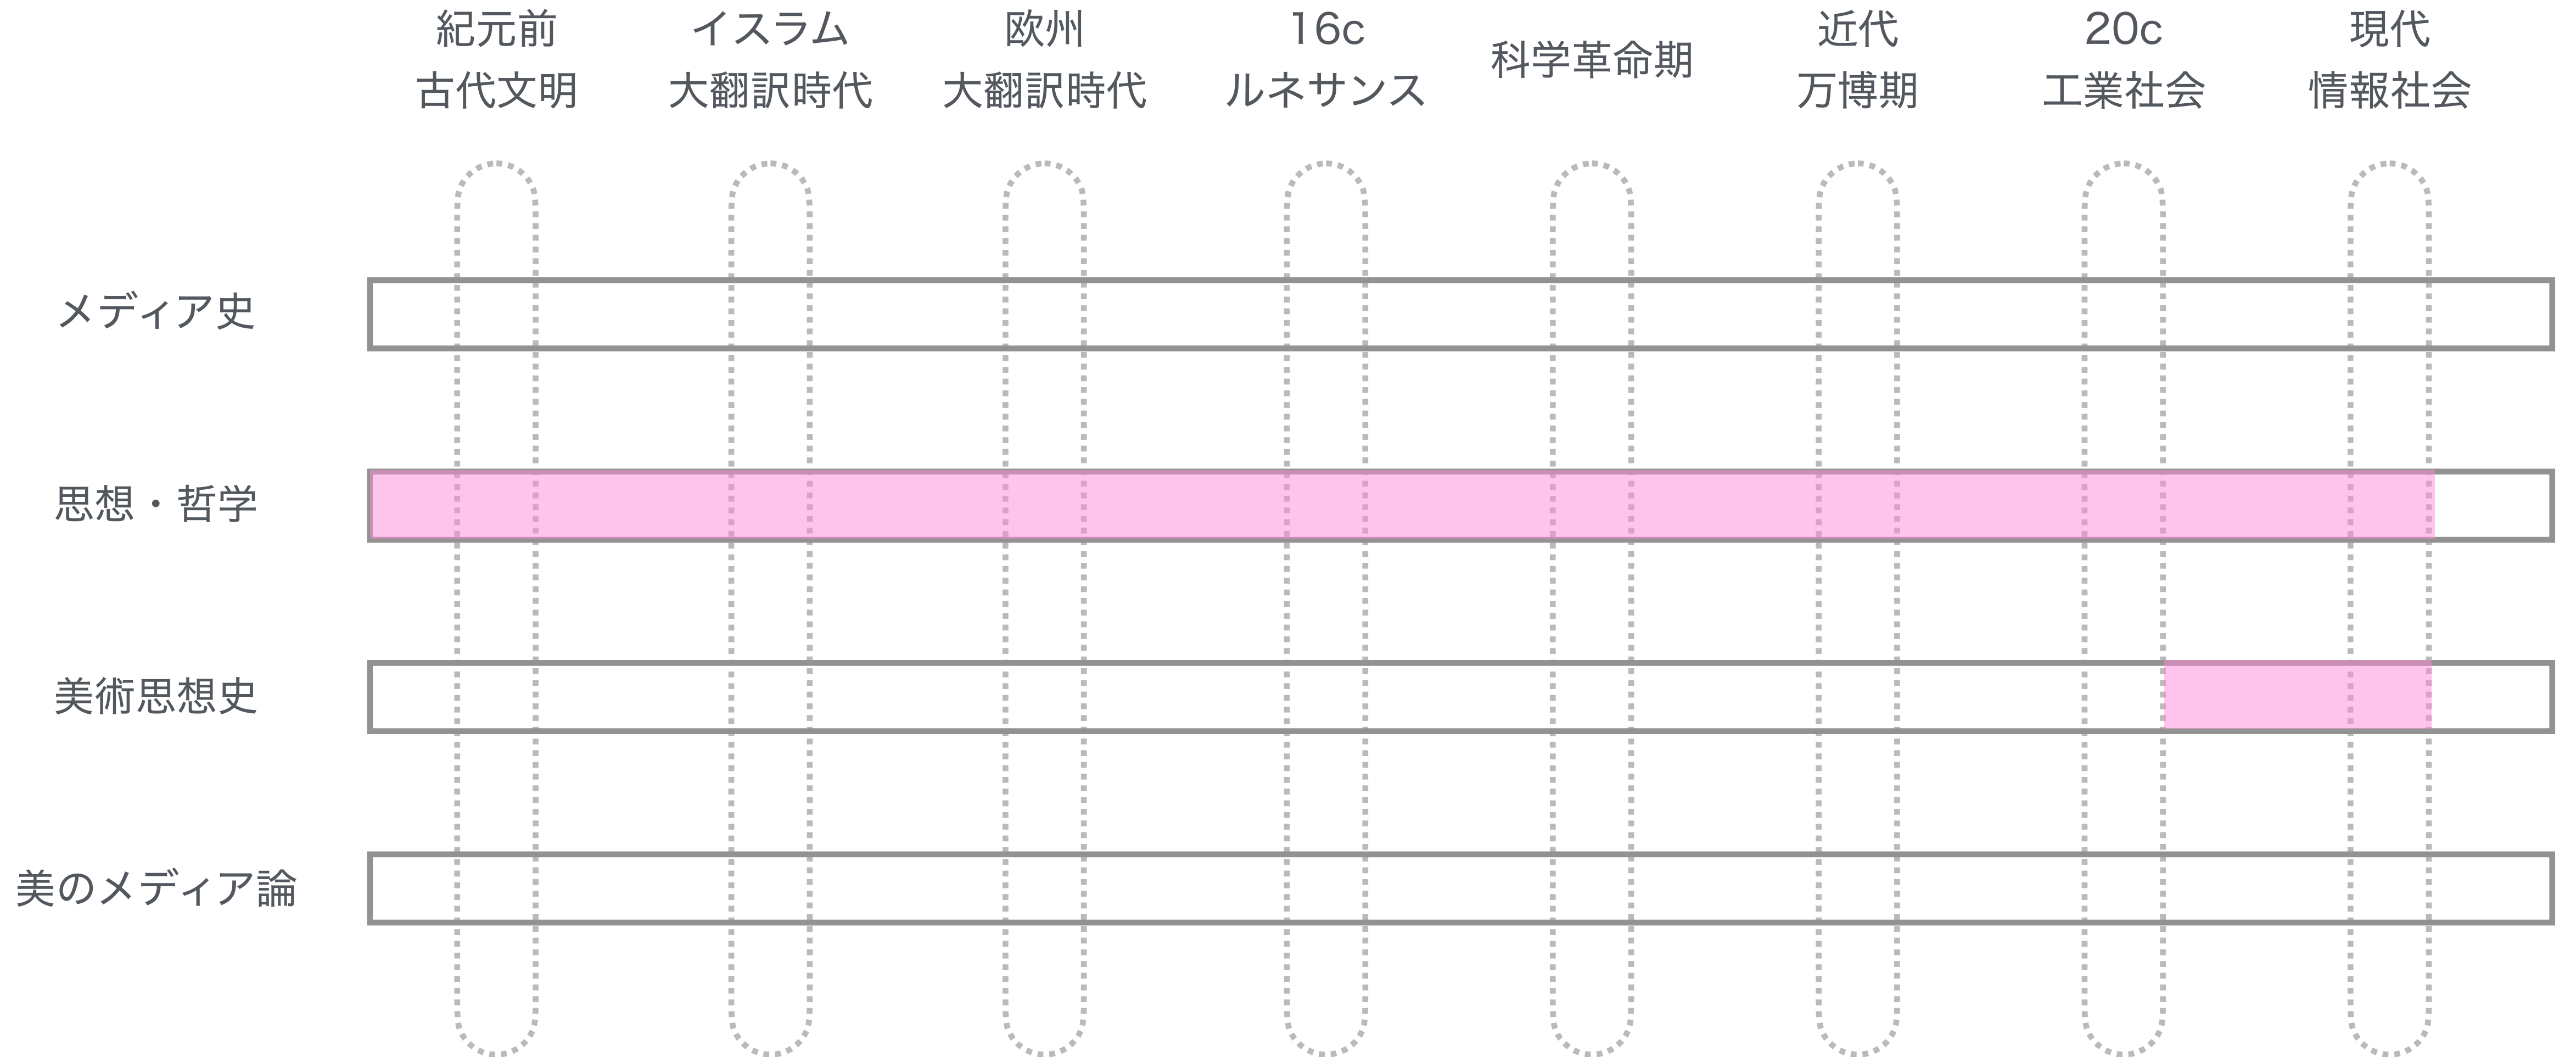 紀元前
古代文明
イスラム
大翻訳時代
欧州
大翻訳時代
16c
ルネサンス
科学革命期
近代
万博期
20c
工業社会
現代
情報社会
メディア史
思想・哲学
美術思想史
美のメディア論